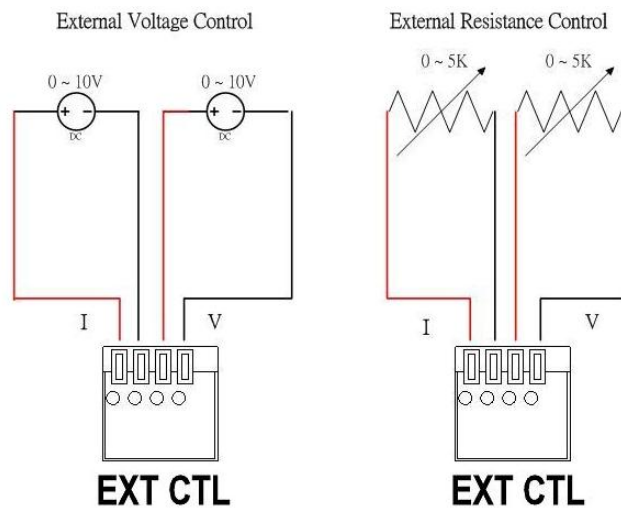 External Voltage Control
0 ~ 10V
0 ~ 10V
+ -
DC
+ -
DC
I
V
EXT CTL
External Resistance Control
0 ~ 5K
0 ~ 5K
I
V
EXT CTL